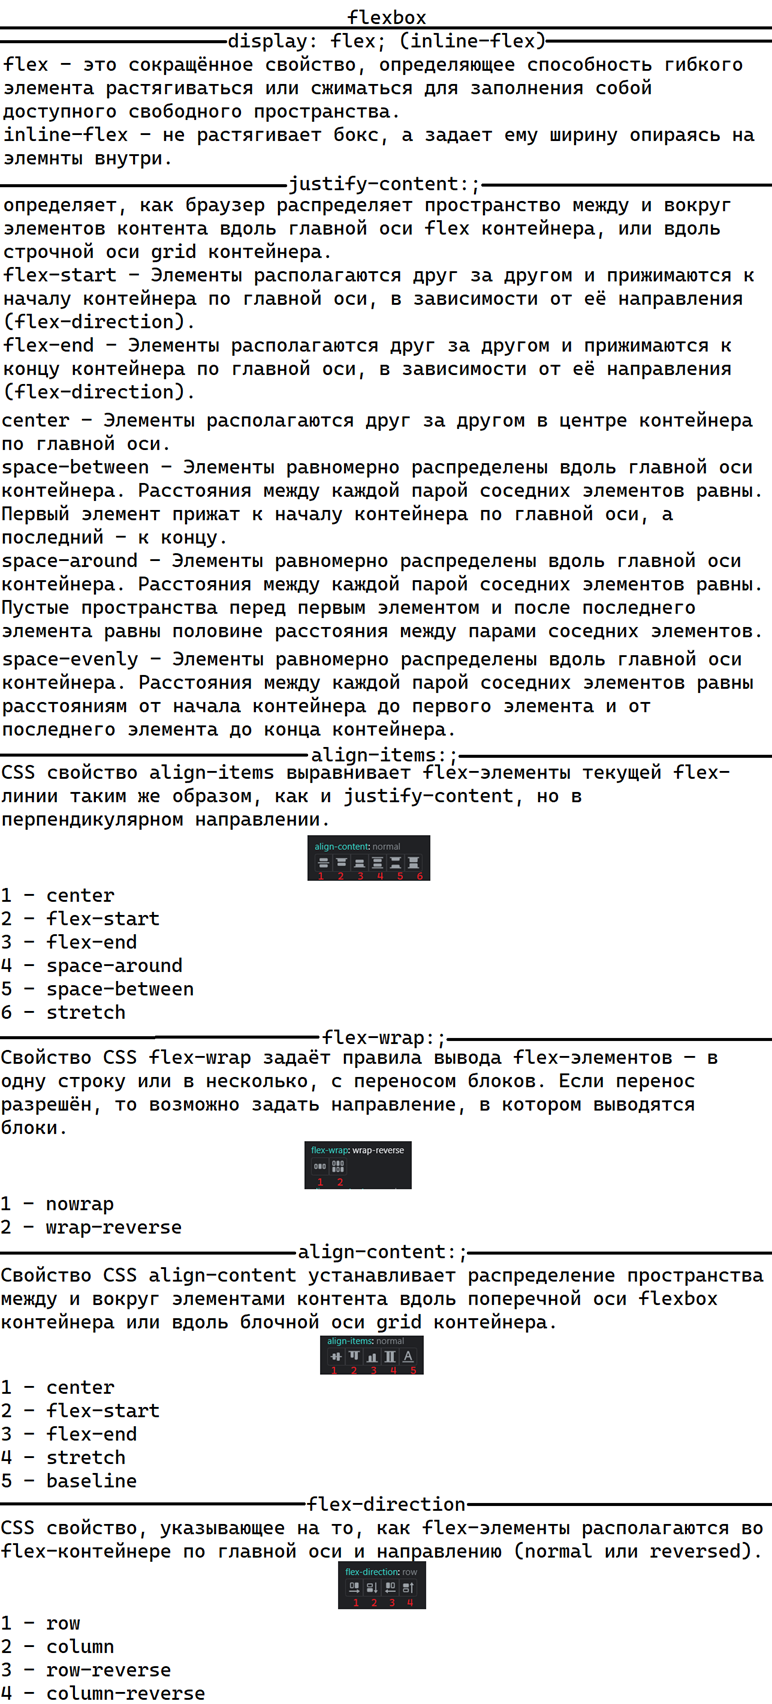 flexbox
display: flex; (inline-flex)
flex - это сокращённое свойство, определяющее способность гибкого
элемента растягиваться или сжиматься для заполнения собой
доступного свободного пространства.
inline-flex - не растягивает бокс, а задает ему ширину опираясь на
элемнты внутри.
justify-content:;
определяет, как браузер распределяет пространство между и вокруг
элементов контента вдоль главной оси flex контейнера, или вдоль
строчной оси grid контейнера.
flex-start - Элементы располагаются друг за другом и прижимаются к
началу контейнера по главной оси, в зависимости от её направления
(flex-direction).
flex-end - Элементы располагаются друг за другом и прижимаются к
концу контейнера по главной оси, в зависимости от её направления
(flex-direction).
center - Элементы располагаются друг за другом в центре контейнера
по главной оси.
space-between - Элементы равномерно распределены вдоль главной оси
контейнера. Расстояния между каждой парой соседних элементов равны.
Первый элемент прижат к началу контейнера по главной оси, а
последний - к концу.
space-around - Элементы равномерно распределены вдоль главной оси
контейнера. Расстояния между каждой парой соседних элементов равны.
Пустые пространства перед первым элементом и после последнего
элемента равны половине расстояния между парами соседних элементов.
space-evenly - Элементы равномерно распределены вдоль главной оси
контейнера. Расстояния между каждой парой соседних элементов равны
расстояниям от начала контейнера до первого элемента и от
последнего элемента до конца контейнера.
align-items:;
CSS свойство align-items выравнивает flex-элементы текущей flex-
линии таким же образом, как и justify-content, но в
перпендикулярном направлении.
align-content: normal
1 2 3 4 5 6
1 - center
2 - flex-start
3 - flex-end
4 - space-around
5 - space-between
6 - stretch
flex-wrap:;
Свойство CSS flex-wrap задаёт правила вывода flex-элементов — в
одну строку или в несколько, с переносом блоков. Если перенос
разрешён, то возможно задать направление, в котором выводятся
блоки.
flex-wrap: wrap-reverse
1 2
1 - nowrap
2 - wrap-reverse
align-content:;
Свойство CSS align-content устанавливает распределение пространства
между и вокруг элементами контента вдоль поперечной оси flexbox
контейнера или вдоль блочной оси grid контейнера.
align-items: normal
1 2 3 4 5
1 - center
2 - flex-start
3 - flex-end
4 - stretch
5 - baseline
flex-direction
CSS свойство, указывающее на то, как flex-элементы располагаются во
flex-контейнере по главной оси и направлению (normal или reversed).
flex-direction: row
1 2 3 4
1 - row
2 - column
3 - row-reverse
4 - column-reverse